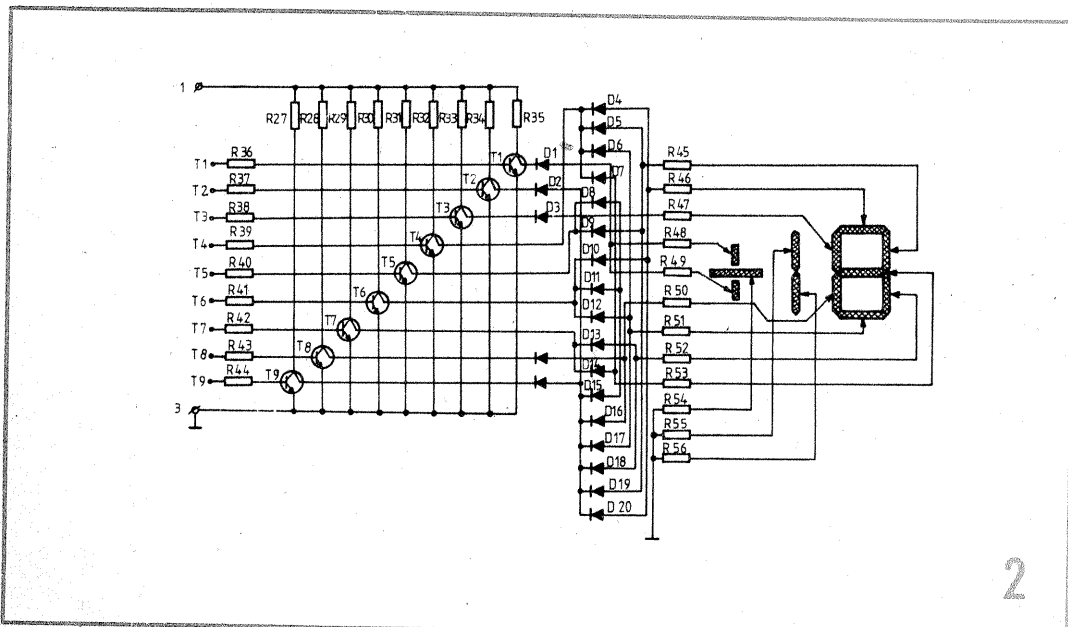 1
R27 R28 R29 R30 R31 R32 R33 R34 R35
D4
D5
D6
D7
D8
D9
D10
D11
D12
D13
D14
D15
D16
D17
D18
D19
D20
T1 R36 T1 D1
T2 R37 T2 D2
T3 R38 T3 D3
T4 R39 T4
T5 R40 T5
T6 R41 T6
T7 R42 T7
T8 R43 T8
T9 R44 T9
3
R45
R46
R47
R48
R49
R50
R51
R52
R53
R54
R55
R56
2